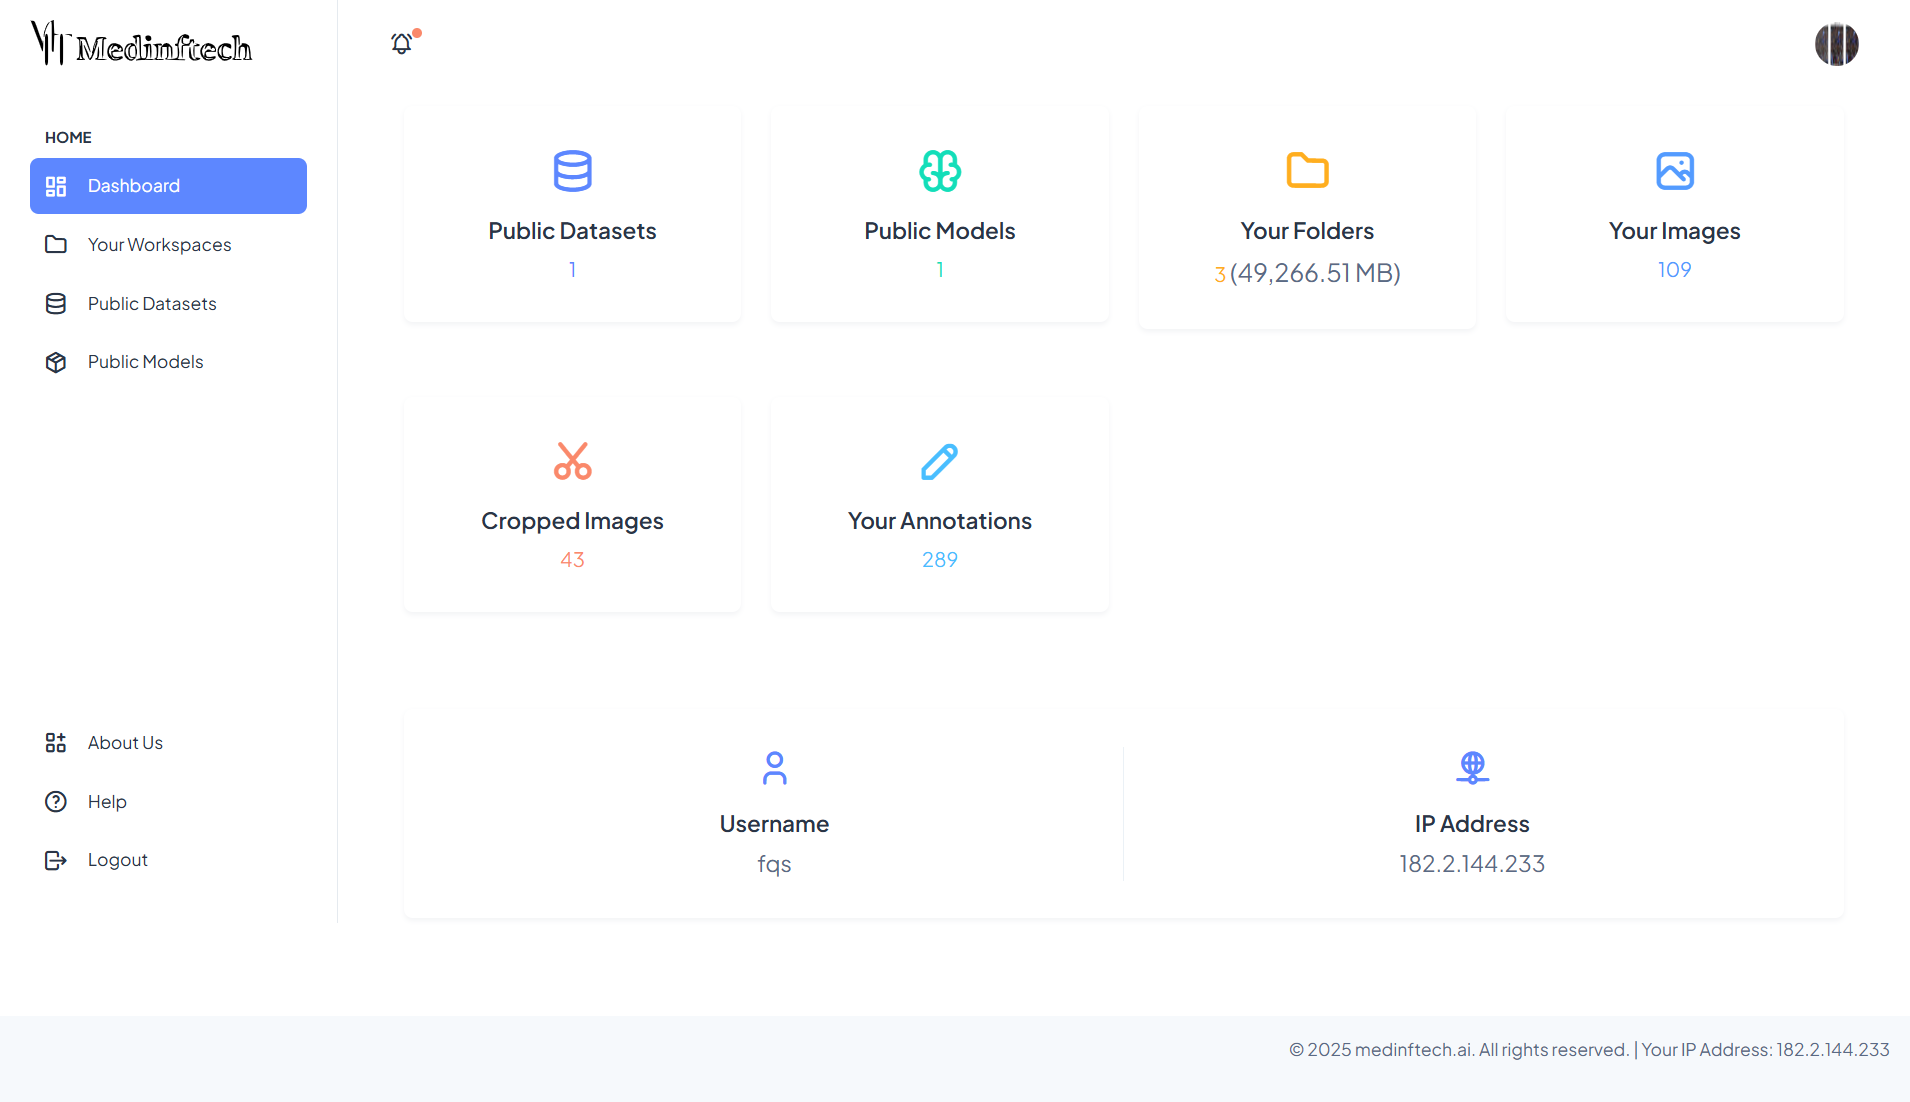 Medinftech
HOME
Dashboard
Your Workspaces
Public Datasets
Public Models
About Us
Help
Logout
Public Datasets
1
Public Models
1
Your Folders
3 (49,266.51 MB)
Your Images
109
Cropped Images
43
Your Annotations
289
Username
fqs
IP Address
182.2.144.233
© 2025 medinftech.ai. All rights reserved. | Your IP Address: 182.2.144.233